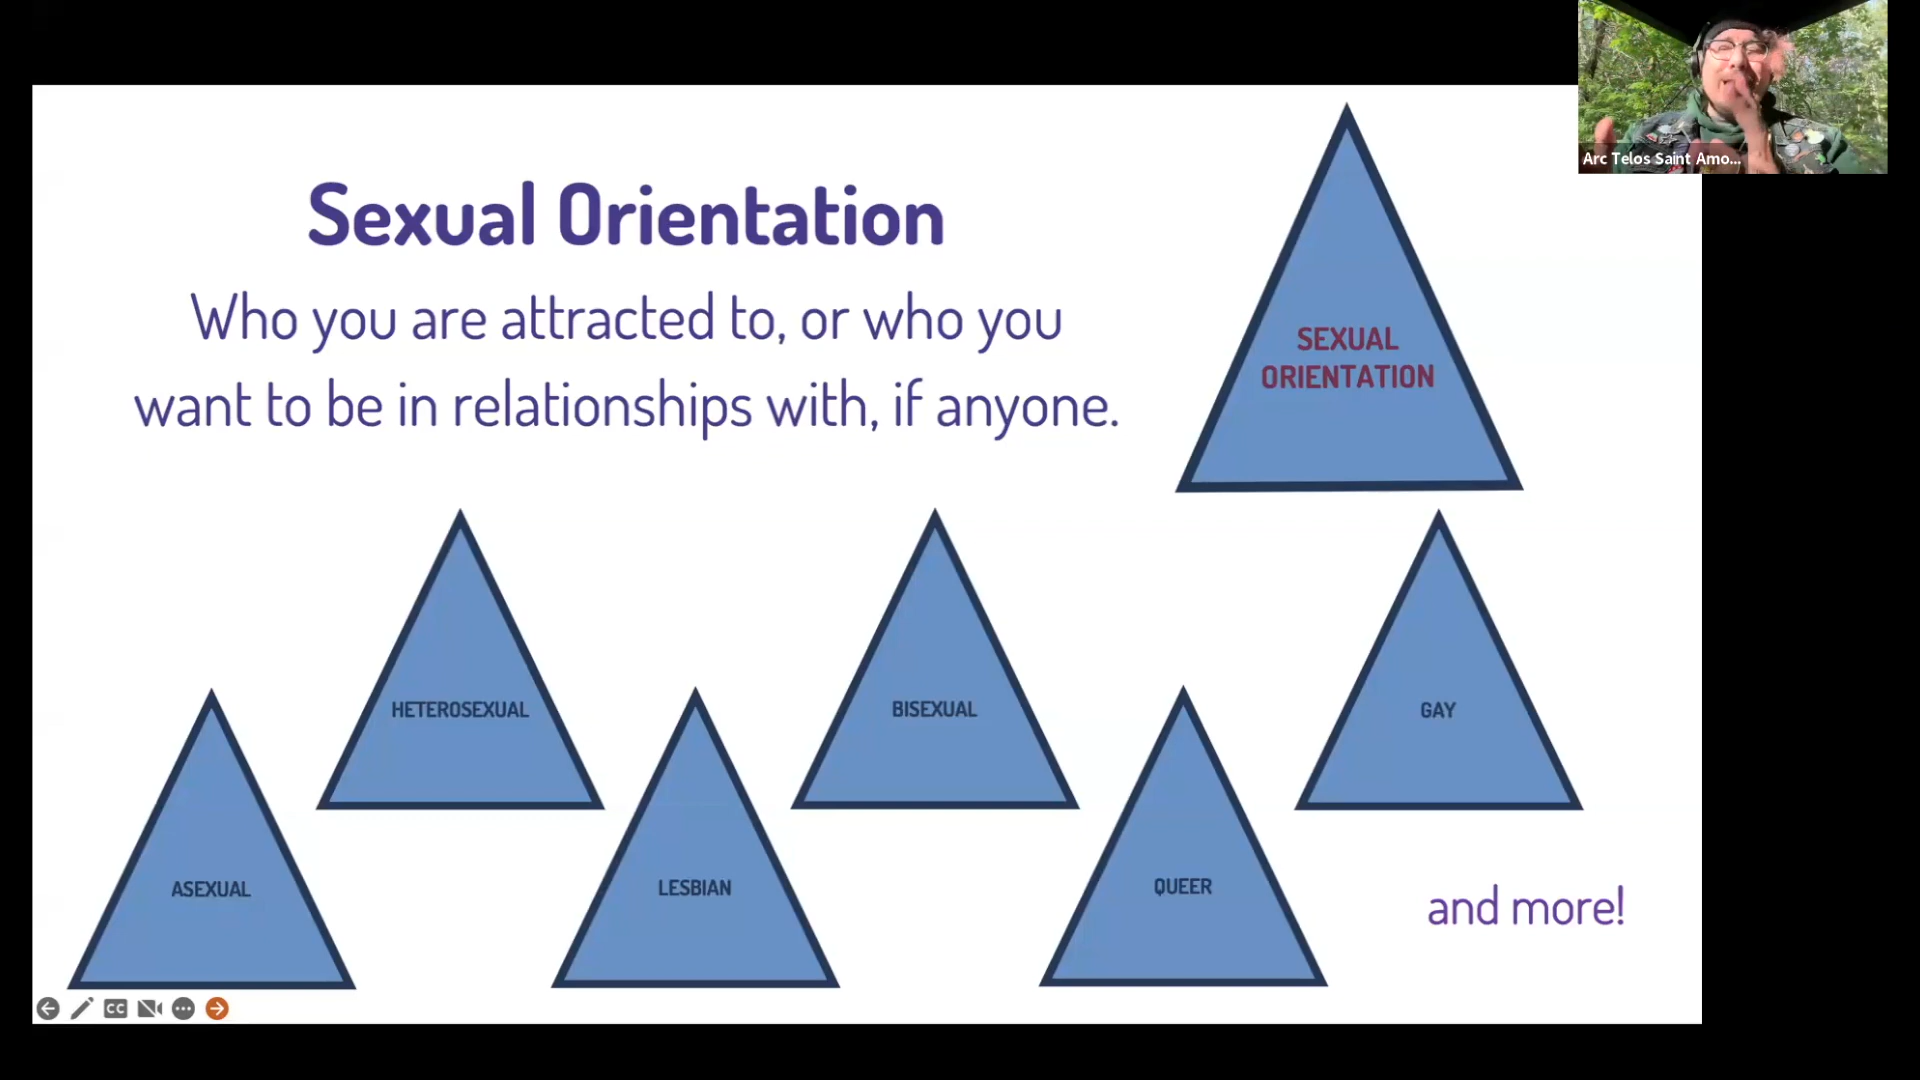 Arc Telos Saint Amo...
Sexual Orientation
Who you are attracted to, or who you
want to be in relationships with, if anyone.
SEXUAL
ORIENTATION
HETEROSEXUAL
BISEXUAL
GAY
ASEXUAL
LESBIAN
QUEER
and more!
CC